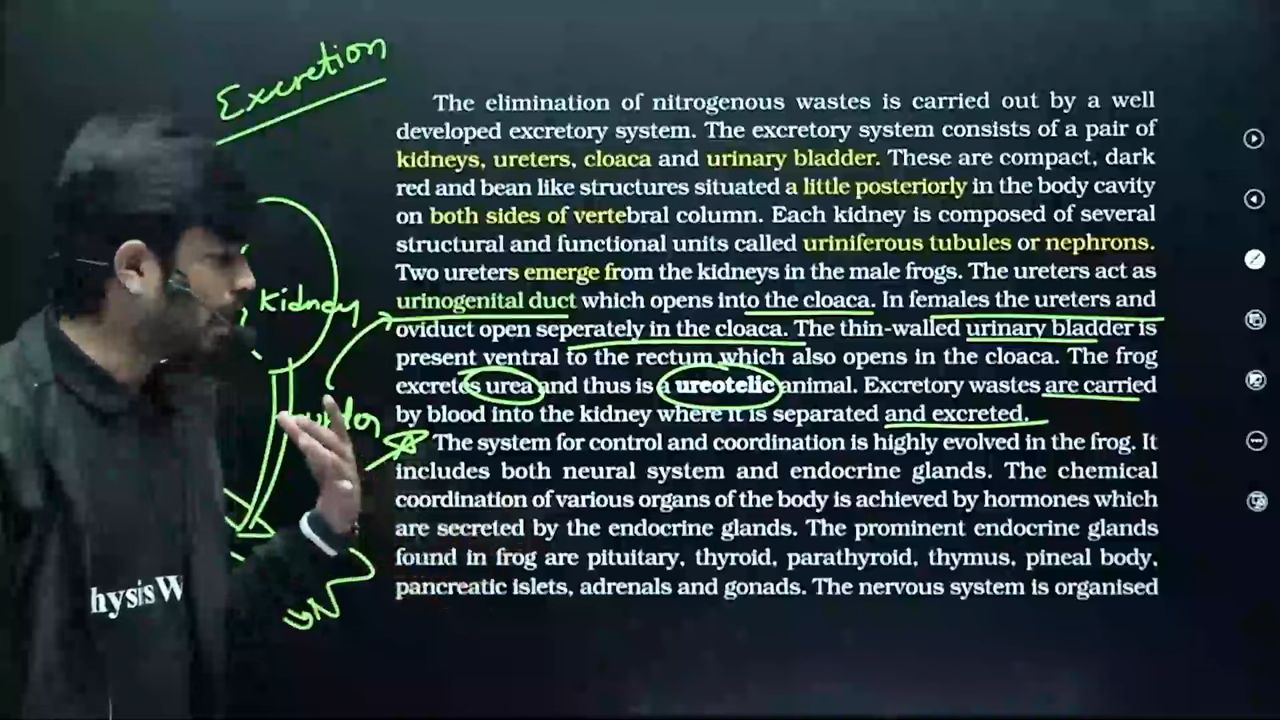 Excretion
The elimination of nitrogenous wastes is carried out by a well
developed excretory system. The excretory system consists of a pair of
kidneys, ureters, cloaca and urinary bladder. These are compact, dark
red and bean like structures situated a little posteriorly in the body cavity
on both sides of vertebral column. Each kidney is composed of several
structural and functional units called uriniferous tubules or nephrons.
Two ureters emerge from the kidneys in the male frogs. The ureters act as
urinogenital duct which opens into the cloaca. In females the ureters and
oviduct open seperately in the cloaca. The thin-walled urinary bladder is
present ventral to the rectum which also opens in the cloaca. The frog
excretes urea and thus is a ureotelic animal. Excretory wastes are carried
by blood into the kidney where it is separated and excreted.
The system for control and coordination is highly evolved in the frog. It
includes both neural system and endocrine glands. The chemical
coordination of various organs of the body is achieved by hormones which
are secreted by the endocrine glands. The prominent endocrine glands
found in frog are pituitary, thyroid, parathyroid, thymus, pineal body,
pancreatic islets, adrenals and gonads. The nervous system is organised
Kidney
hysisW